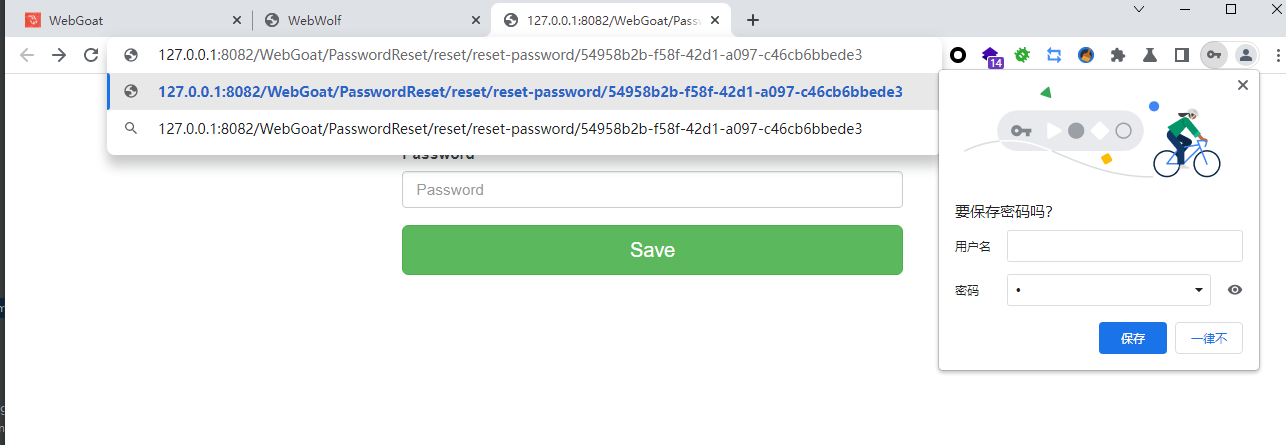 WebGoat
WebWolf
127.0.0.1:8082/WebGoat/Pass
127.0.0.1:8082/WebGoat/PasswordReset/reset/reset-password/54958b2b-f58f-42d1-a097-c46cb6bbede3
14
127.0.0.1:8082/WebGoat/PasswordReset/reset/reset-password/54958b2b-f58f-42d1-a097-c46cb6bbede3
127.0.0.1:8082/WebGoat/PasswordReset/reset/reset-password/54958b2b-f58f-42d1-a097-c46cb6bbede3
Password
Password
Save
要保存密码吗?
用户名
密码
保存
一律不